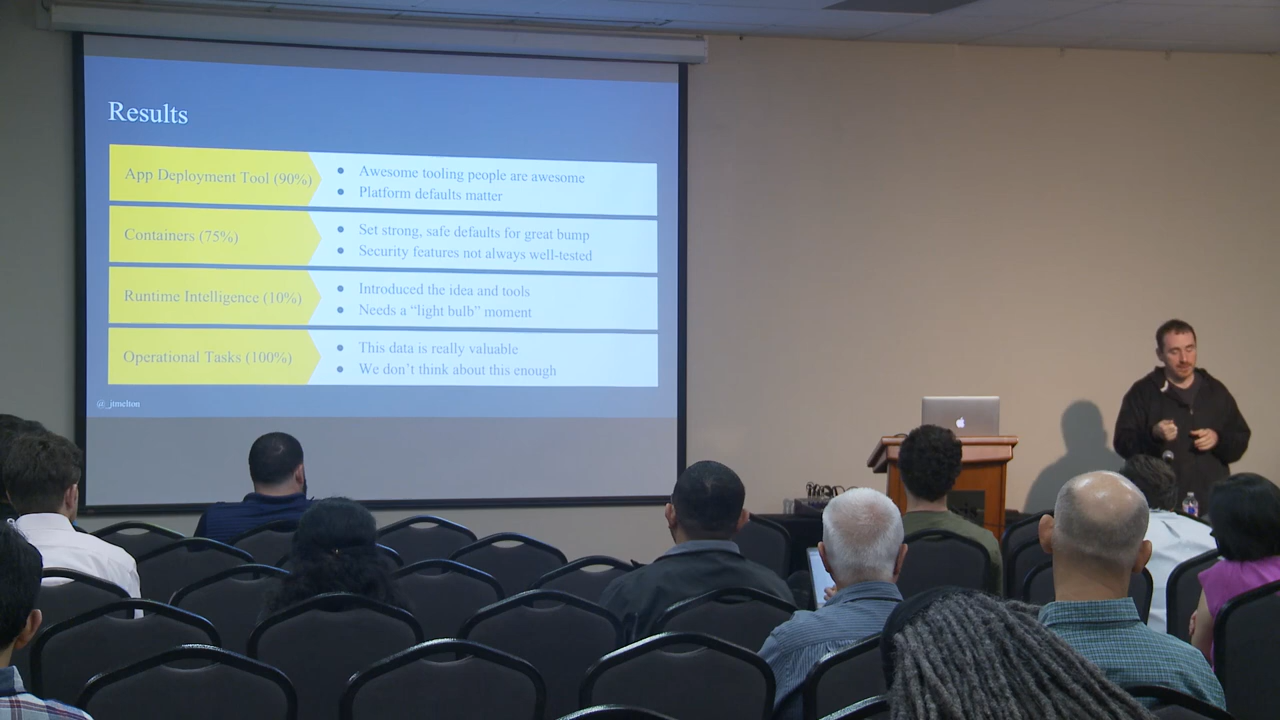 Results
App Deployment Tool (90%)
● Awesome tooling people are awesome
● Platform defaults matter
Containers (75%)
● Set strong, safe defaults for great bump
● Security features not always well-tested
Runtime Intelligence (10%)
● Introduced the idea and tools
● Needs a “light bulb” moment
Operational Tasks (100%)
● This data is really valuable
● We don’t think about this enough
@_jtmelton